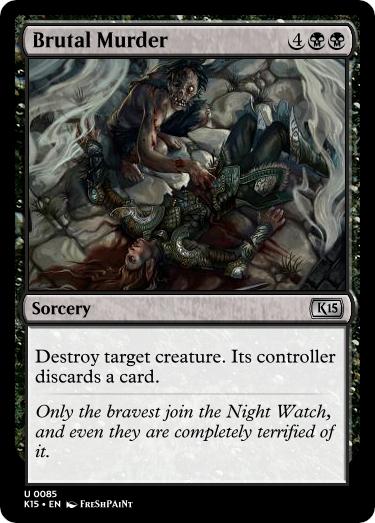 Brutal Murder 4
Sorcery K15
Destroy target creature. Its controller
discards a card.
Only the bravest join the Night Watch,
and even they are completely terrified of
it.
U 0085
K15 • EN FReShPAiNt